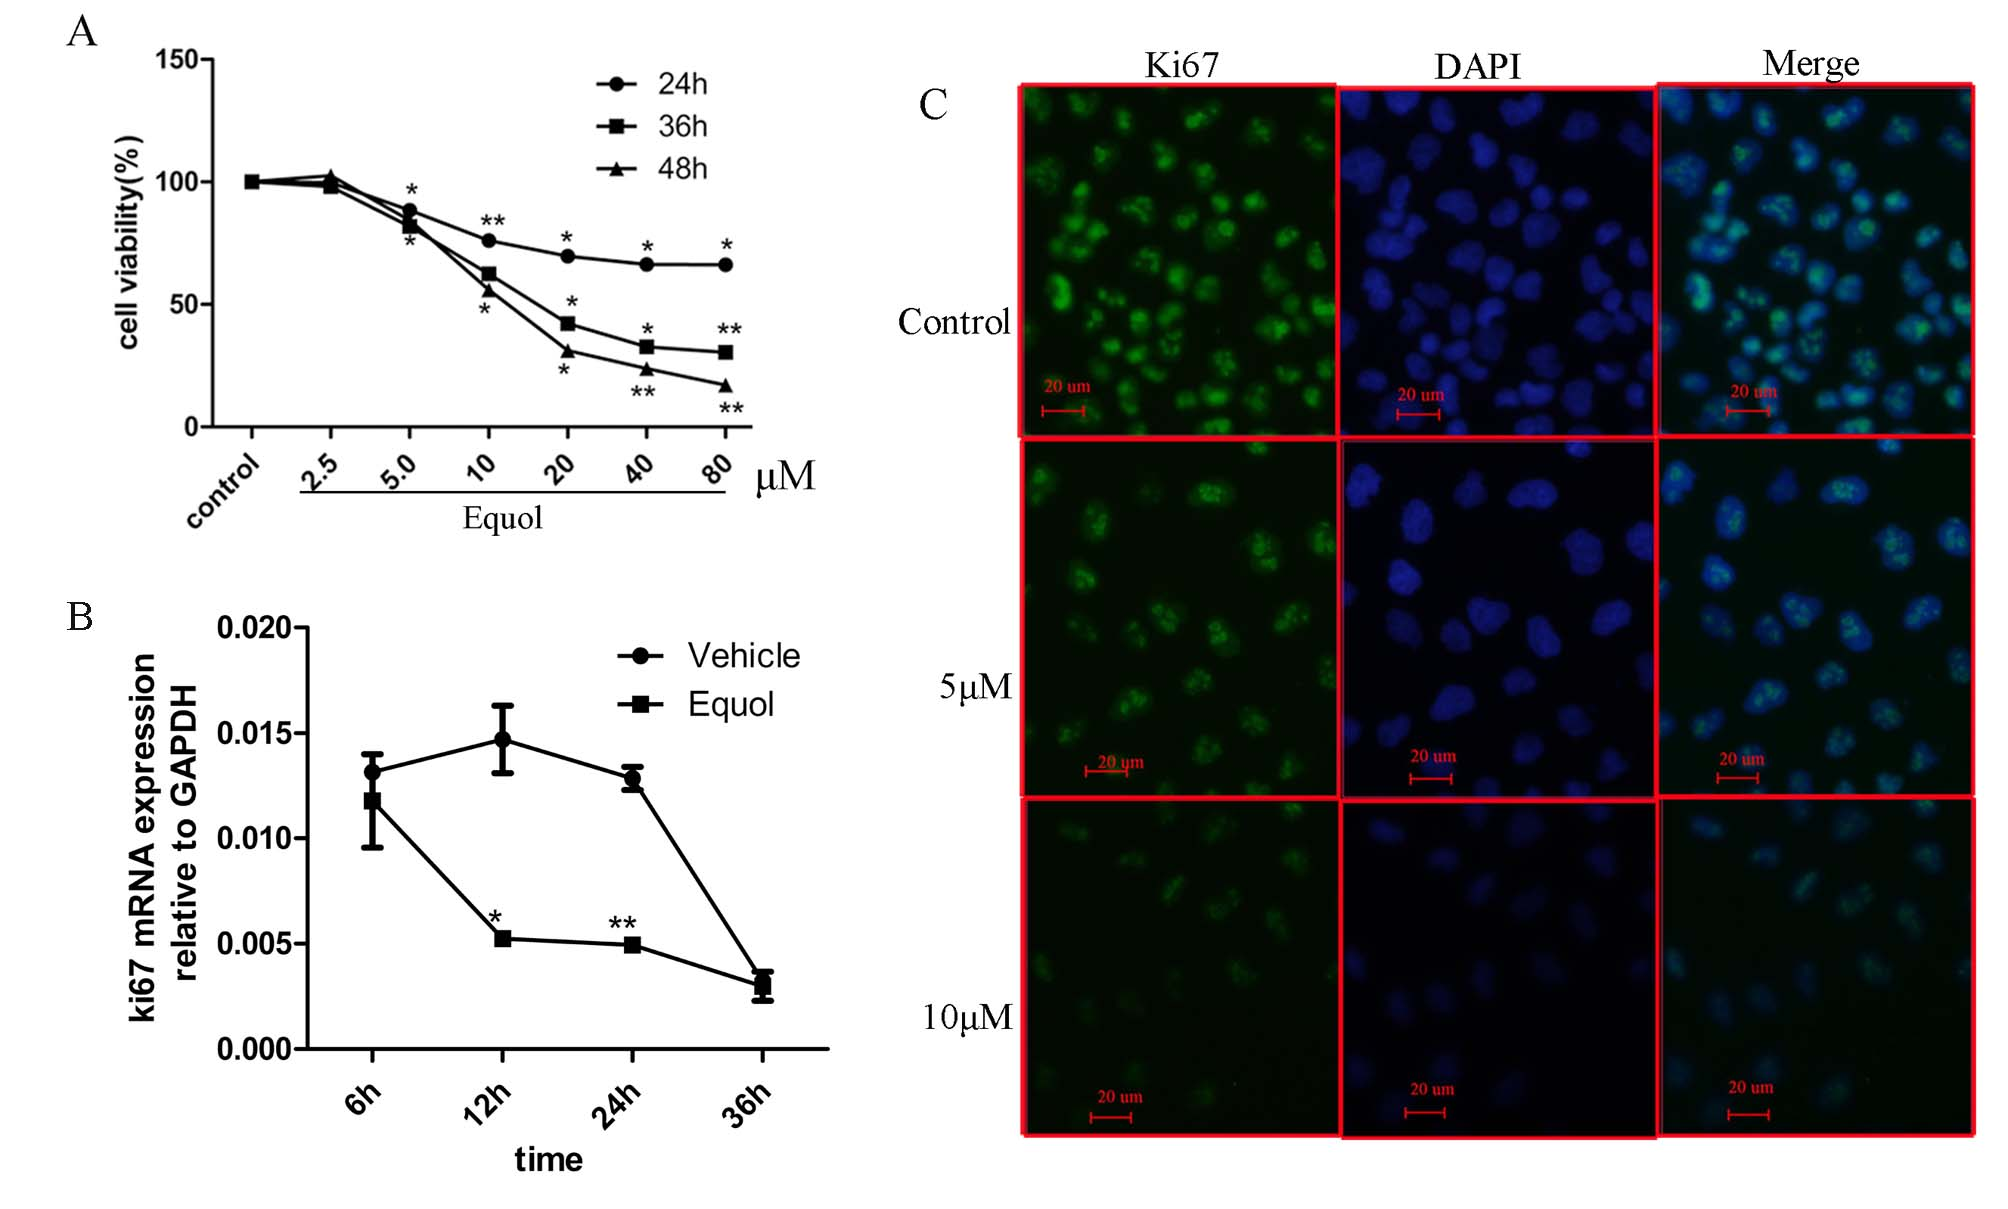 A
150
100
50
0
cell viability(%)
24h
36h
48h
*
**
*
*
*
*
*
*
*
**
*
*
**
**
control
2.5
5.0
10
20
40
80
μM
Equol
B
0.020
0.015
0.010
0.005
0.000
ki67 mRNA expression
relative to GAPDH
Vehicle
Equol
*
**
6h
12h
24h
36h
time
C
Ki67
DAPI
Merge
Control
20 um
20 um
20 um
5μM
20 um
20 um
20 um
10μM
20 um
20 um
20 um